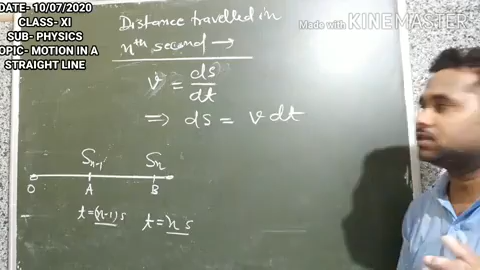 DATE- 10/07/2020
CLASS- XI
SUB- PHYSICS
OPIC- MOTION IN A
STRAIGHT LINE
Made with KINEMASTER
Distance travelled in
nth second →
v = ds/dt
⇒ ds = v dt
Sn-1 Sn
O A B
t=(n-1) s t=n s